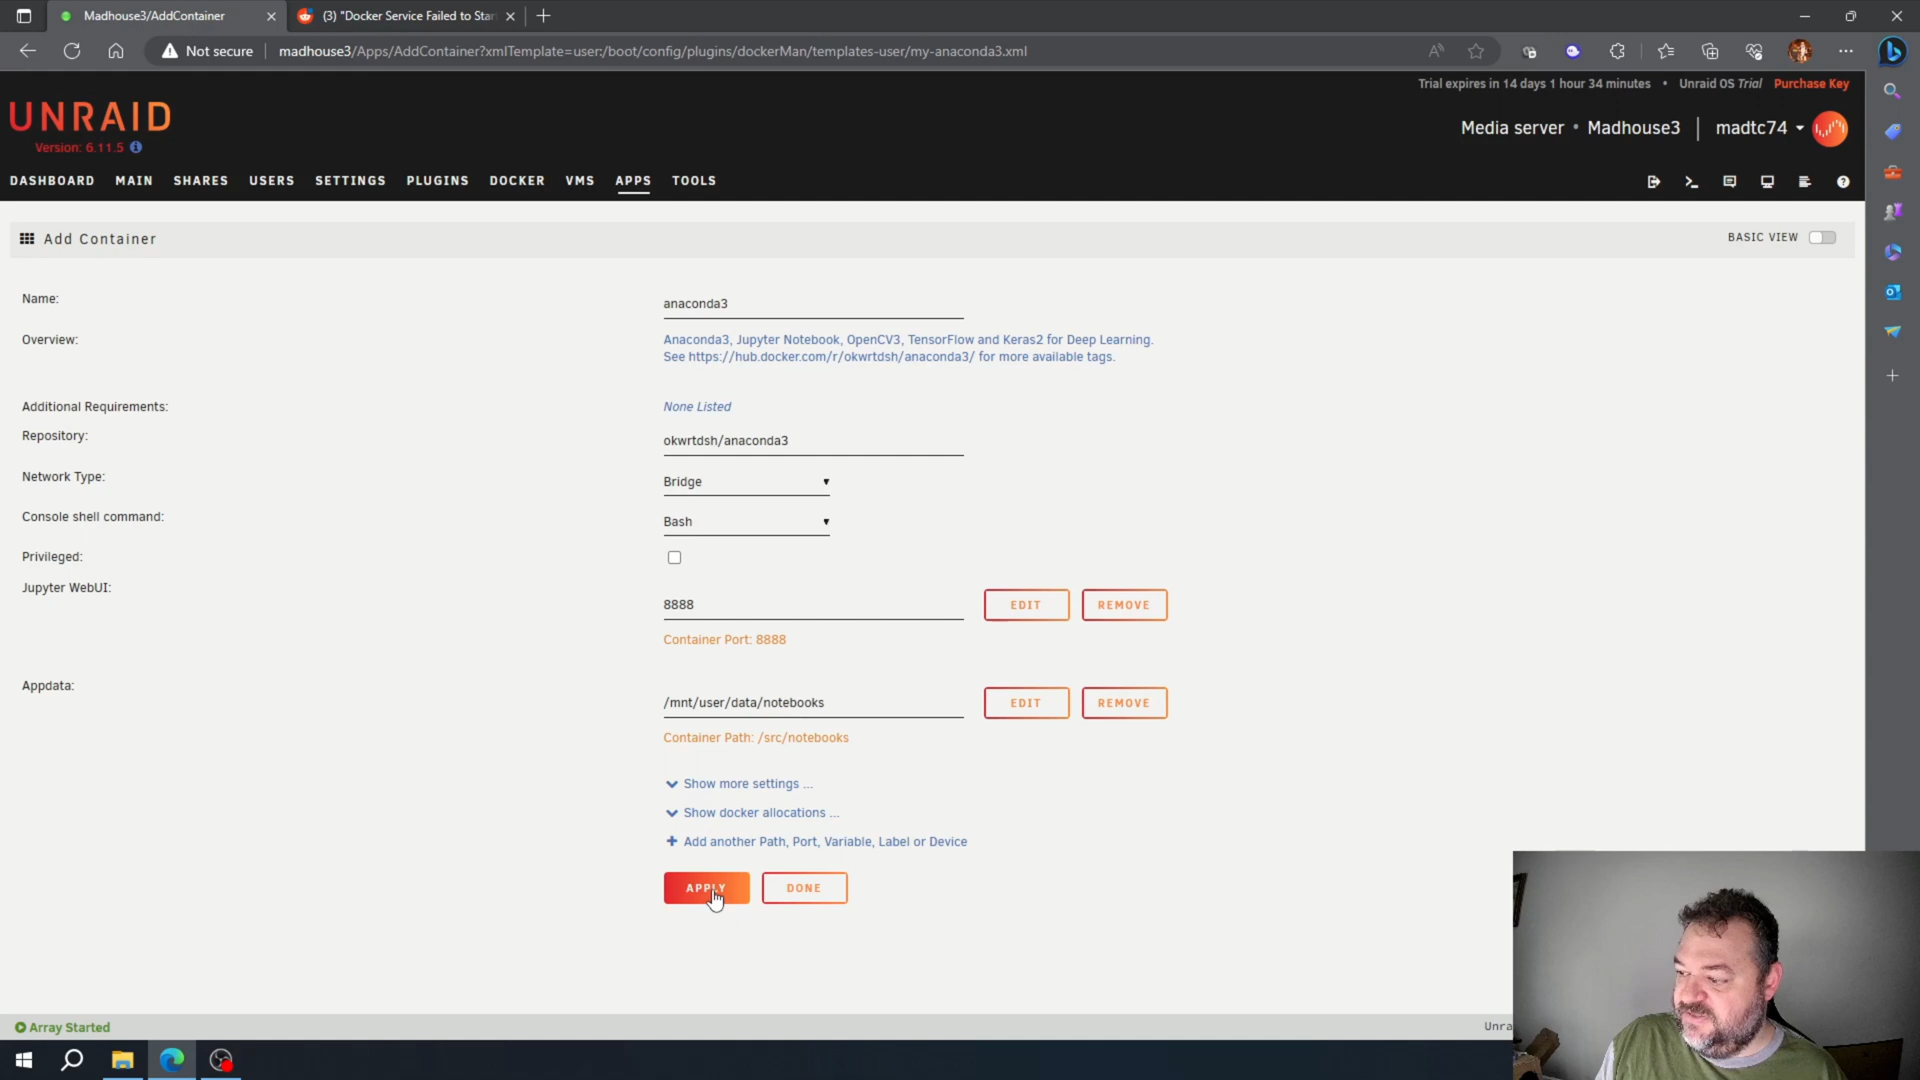 Madhouse3/AddContainer
(3) "Docker Service Failed to Star
Not secure
madhouse3/Apps/AddContainer?xmlTemplate=user:/boot/config/plugins/dockerMan/templates-user/my-anaconda3.xml
Trial expires in 14 days 1 hour 34 minutes • Unraid OS Trial Purchase Key
UNRAID
Version: 6.11.5
Media server • Madhouse3 | madtc74
DASHBOARD MAIN SHARES USERS SETTINGS PLUGINS DOCKER VMS APPS TOOLS
Add Container
BASIC VIEW
Name:
anaconda3
Overview:
Anaconda3, Jupyter Notebook, OpenCV3, TensorFlow and Keras2 for Deep Learning.
See https://hub.docker.com/r/okwrtdsh/anaconda3/ for more available tags.
Additional Requirements:
None Listed
Repository:
okwrtdsh/anaconda3
Network Type:
Bridge
Console shell command:
Bash
Privileged:
Jupyter WebUI:
8888
EDIT REMOVE
Container Port: 8888
Appdata:
/mnt/user/data/notebooks
EDIT REMOVE
Container Path: /src/notebooks
Show more settings ...
Show docker allocations ...
Add another Path, Port, Variable, Label or Device
APPLY DONE
Array Started
Unra